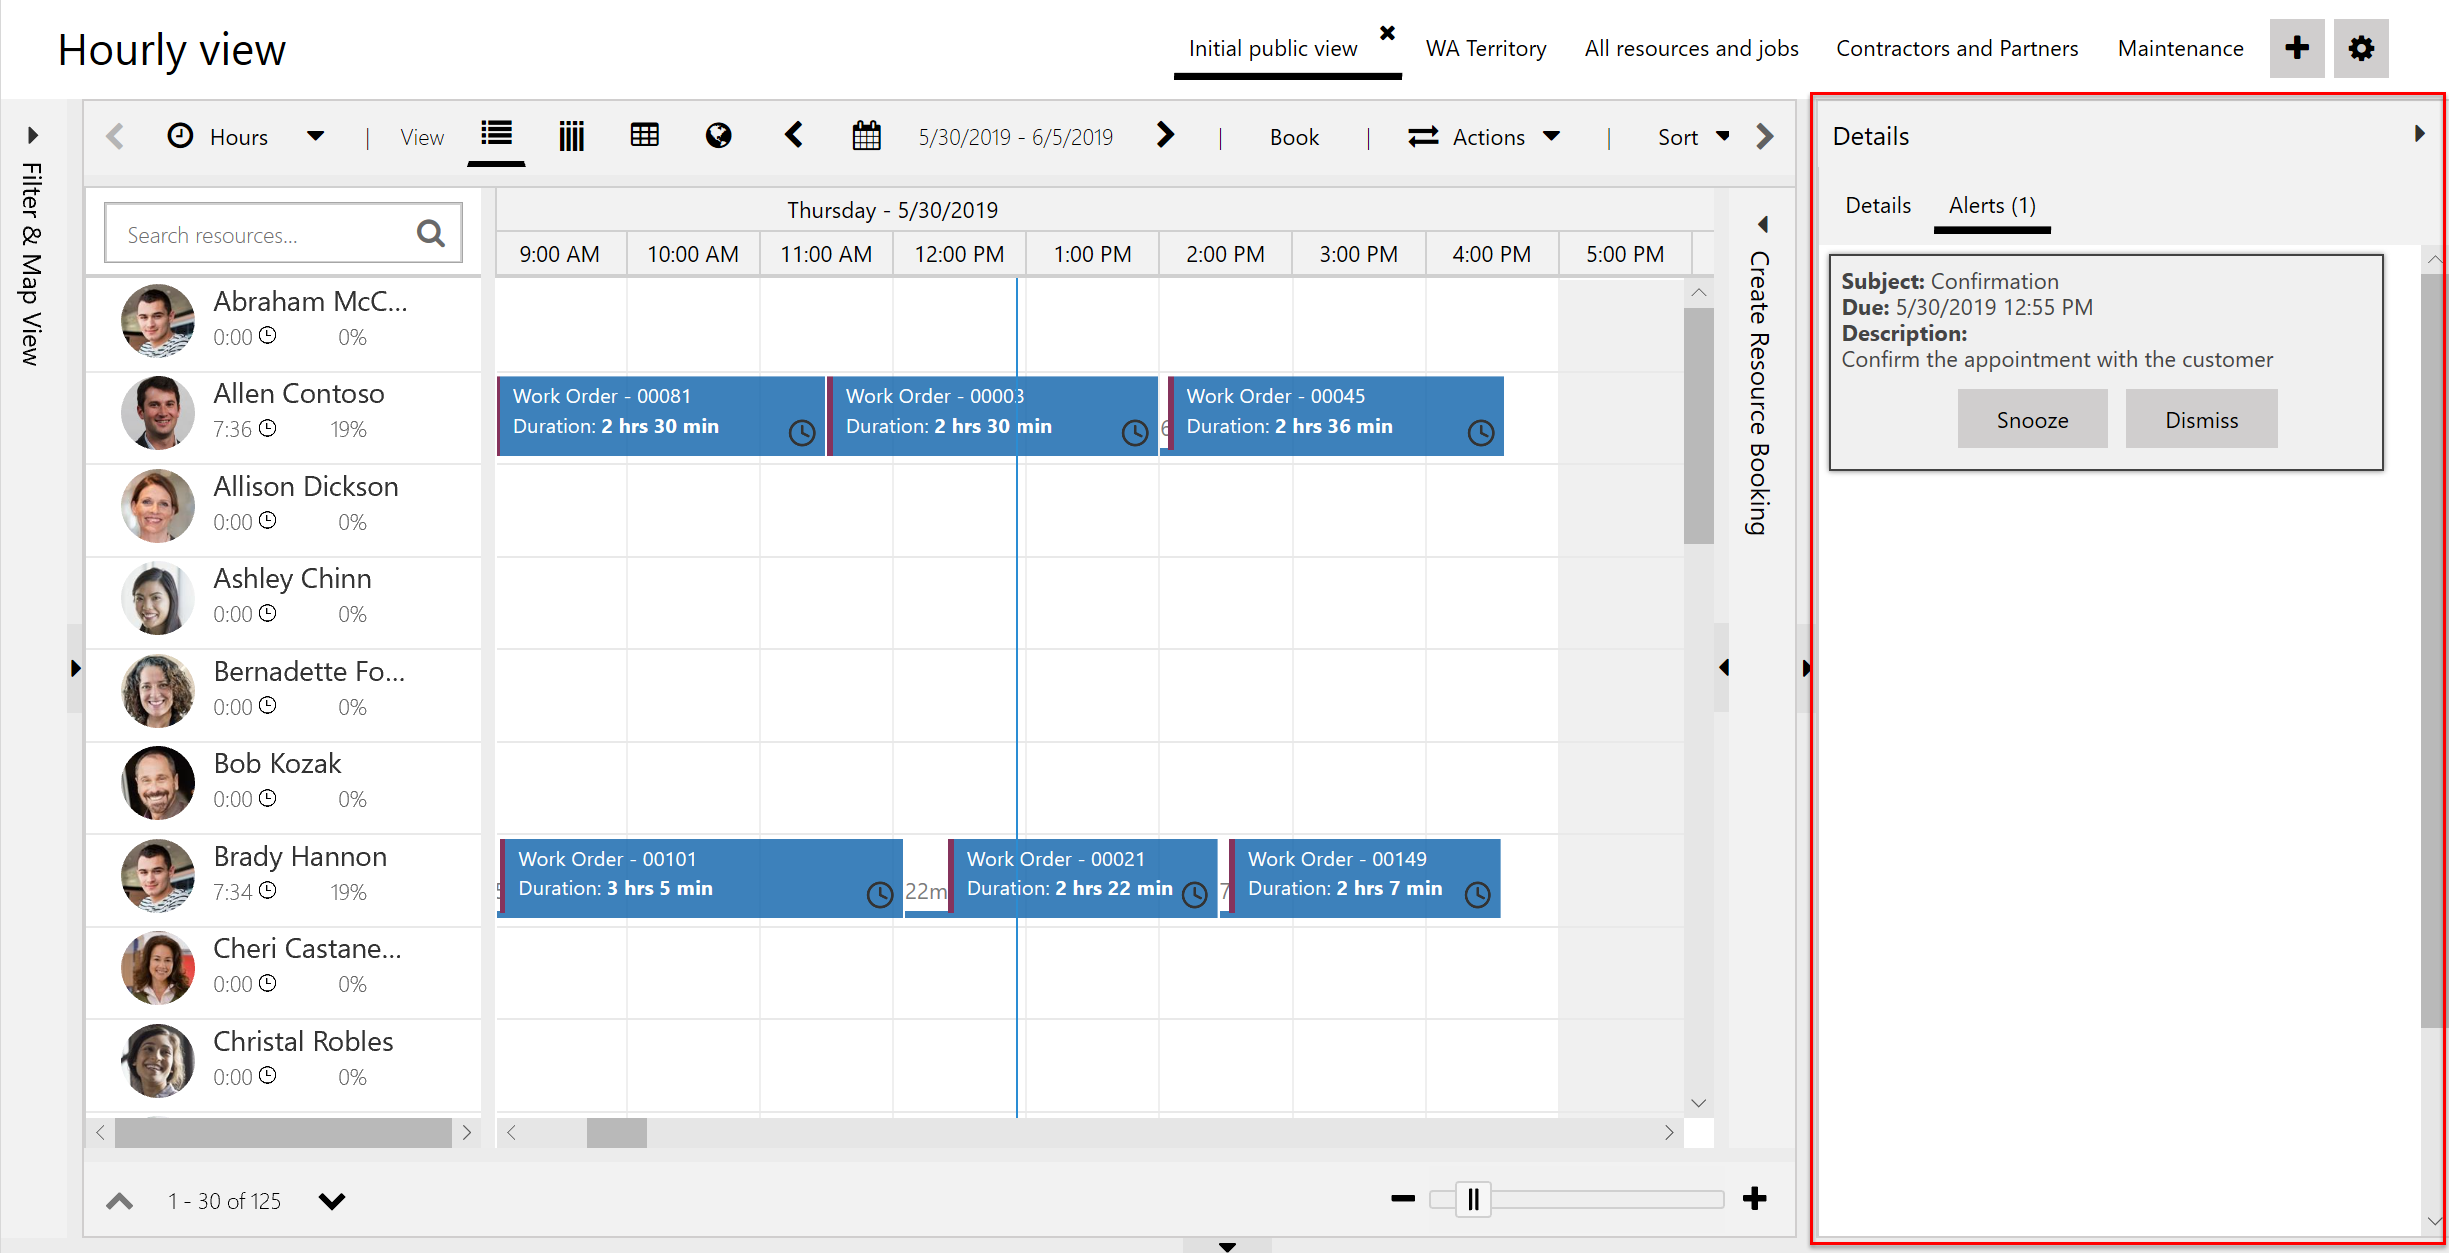 Hourly view
Initial public view
WA Territory
All resources and jobs
Contractors and Partners
Maintenance
Filter & Map View
Hours
View
5/30/2019 - 6/5/2019
Book
Actions
Sort
Search resources...
Thursday - 5/30/2019
9:00 AM 10:00 AM 11:00 AM 12:00 PM 1:00 PM 2:00 PM 3:00 PM 4:00 PM 5:00 PM
Abraham McC...
0:00 0%
Allen Contoso
7:36 19%
Work Order - 00081
Duration: 2 hrs 30 min
Work Order - 00003
Duration: 2 hrs 30 min
Work Order - 00045
Duration: 2 hrs 36 min
Allison Dickson
0:00 0%
Ashley Chinn
0:00 0%
Bernadette Fo...
0:00 0%
Bob Kozak
0:00 0%
Brady Hannon
7:34 19%
Work Order - 00101
Duration: 3 hrs 5 min
22m
Work Order - 00021
Duration: 2 hrs 22 min
7
Work Order - 00149
Duration: 2 hrs 7 min
Cheri Castane...
0:00 0%
Christal Robles
0:00 0%
1 - 30 of 125
Create Resource Booking
Details
Details
Alerts (1)
Subject: Confirmation
Due: 5/30/2019 12:55 PM
Description:
Confirm the appointment with the customer
Snooze
Dismiss